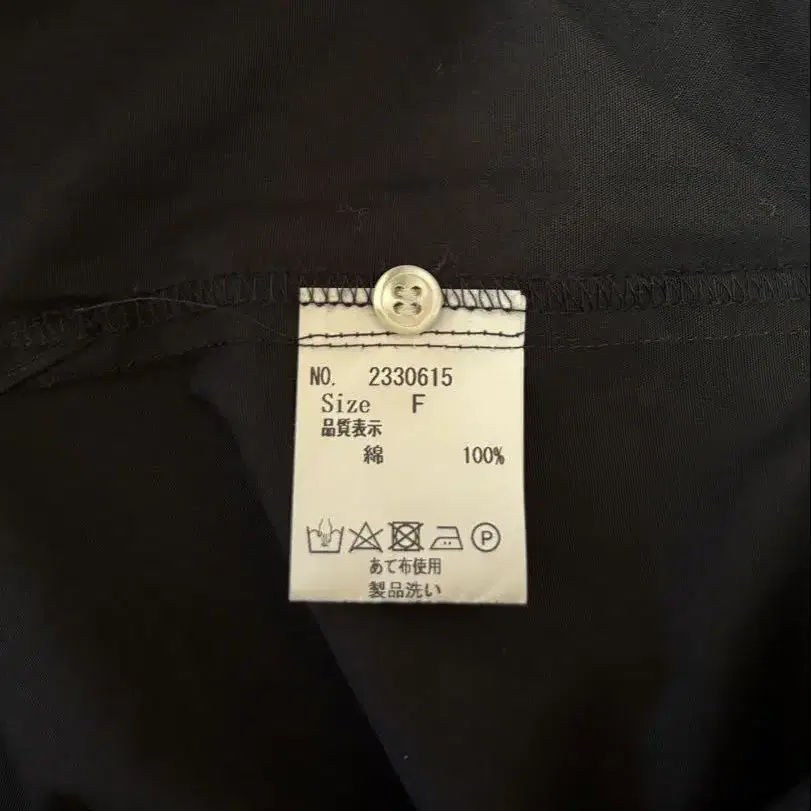 NO. 2330615
Size F
品質表示
綿 100%
P
あて布使用
製品洗い